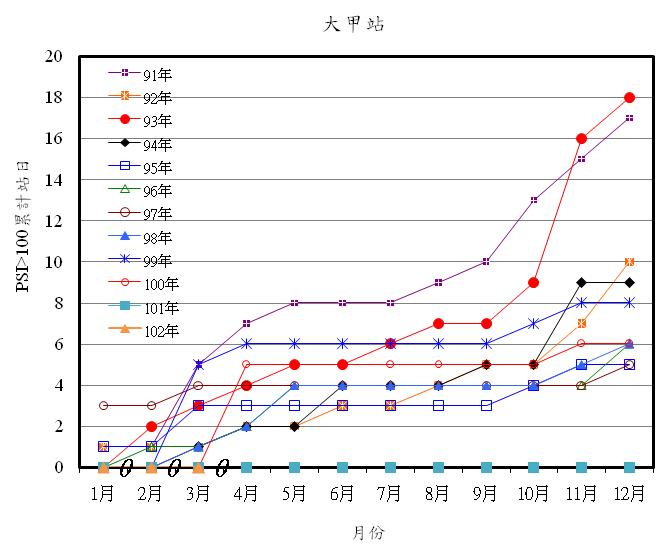 大甲站
PSI>100累計站日
20
18
16
14
12
10
8
6
4
2
0
91年
92年
93年
94年
95年
96年
97年
98年
99年
100年
101年
102年
0 0 0
1月 2月 3月 4月 5月 6月 7月 8月 9月 10月 11月 12月
月份